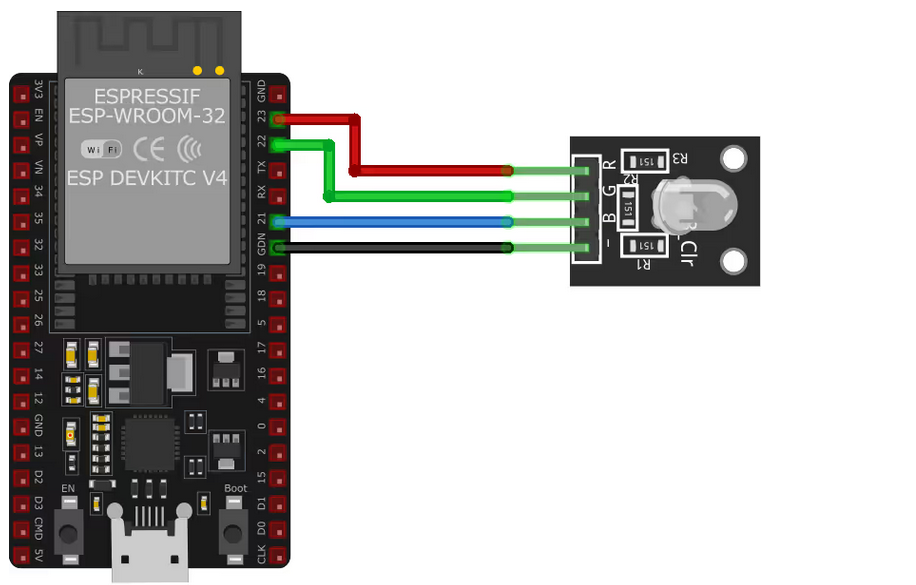 K
ESPRESSIF
ESP-WROOM-32
Wi Fi CE
ESP DEVKITC V4
3V3
EN
VP
VN
34
35
32
33
25
26
27
14
12
GND
13
D2
D3
CMD
5V
GND
23
22
TX
RX
21
GDN
19
18
5
17
16
4
0
2
15
D1
D0
CLK
EN
Boot
R
G
B
-
R3
151
R2
151
R1
151
_Clr